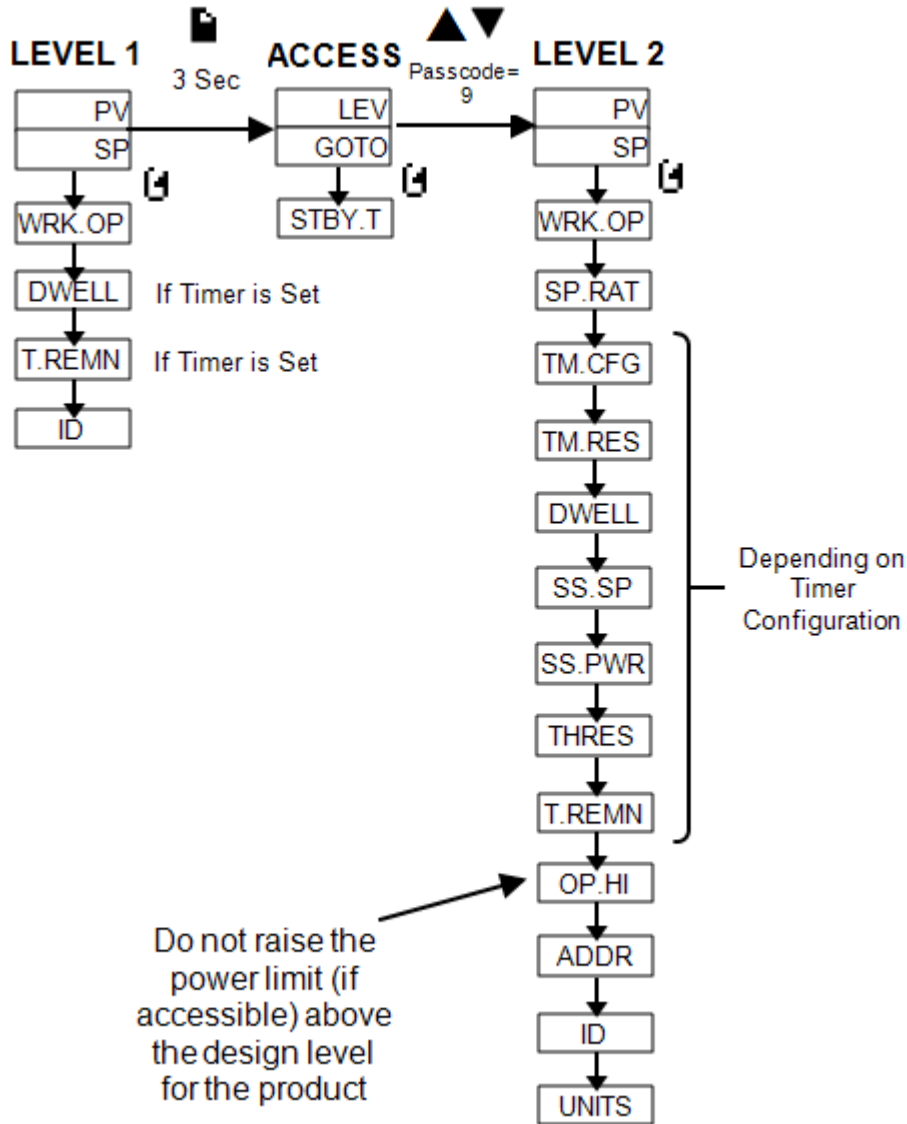 LEVEL 1
3 Sec
ACCESS
Passcode=
9
LEVEL 2
PV
SP
WRK.OP
DWELL
If Timer is Set
T.REMN
If Timer is Set
ID
LEV
GOTO
STBY.T
PV
SP
WRK.OP
SP.RAT
TM.CFG
TM.RES
DWELL
SS.SP
SS.PWR
THRES
T.REMN
Depending on
Timer
Configuration
OP.HI
ADDR
ID
UNITS
Do not raise the
power limit (if
accessible) above
the design level
for the product